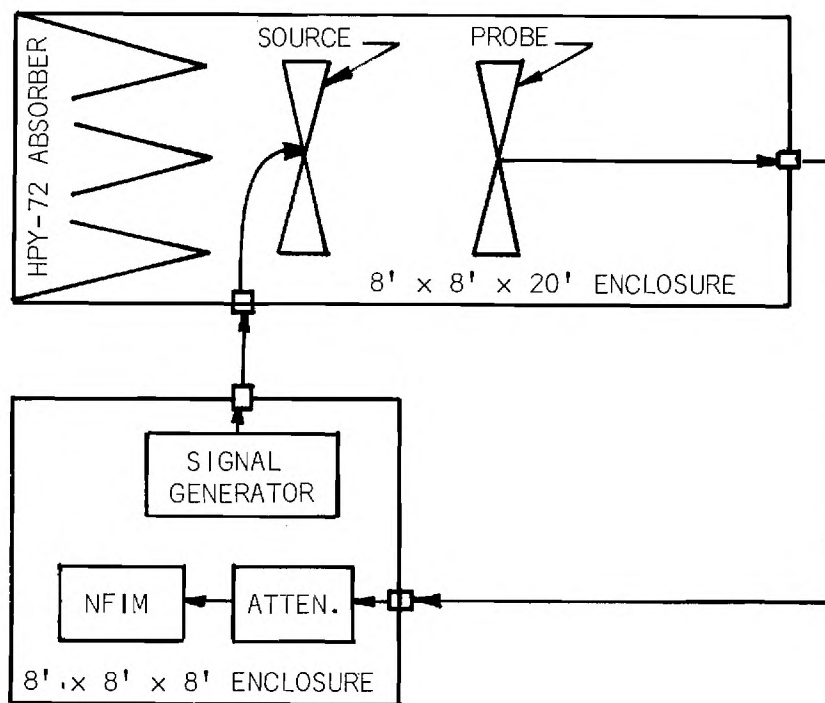 HPY-72 ABSORBER
SOURCE
PROBE
8' x 8' x 20' ENCLOSURE
SIGNAL
GENERATOR
NFIM
ATTEN.
8' x 8' x 8' ENCLOSURE